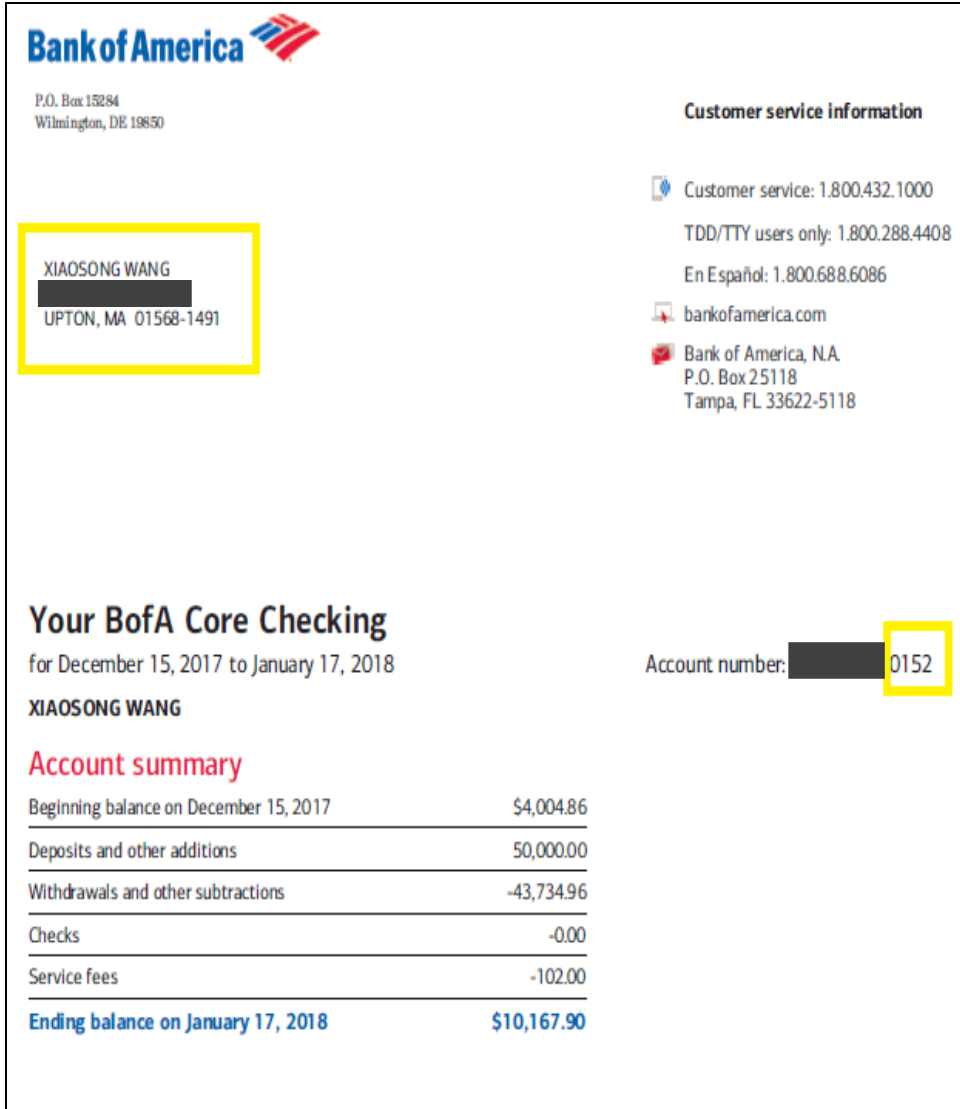 Bank of America
P.O. Box 15284
Wilmington, DE 19850
Customer service information
Customer service: 1.800.432.1000
TDD/TTY users only: 1.800.288.4408
En Español: 1.800.688.6086
bankofamerica.com
Bank of America, N.A.
P.O. Box 25118
Tampa, FL 33622-5118
XIAOSONG WANG
UPTON, MA 01568-1491
Your BofA Core Checking
for December 15, 2017 to January 17, 2018
Account number: 0152
XIAOSONG WANG
Account summary
Beginning balance on December 15, 2017 $4,004.86
Deposits and other additions 50,000.00
Withdrawals and other subtractions -43,734.96
Checks -0.00
Service fees -102.00
Ending balance on January 17, 2018 $10,167.90